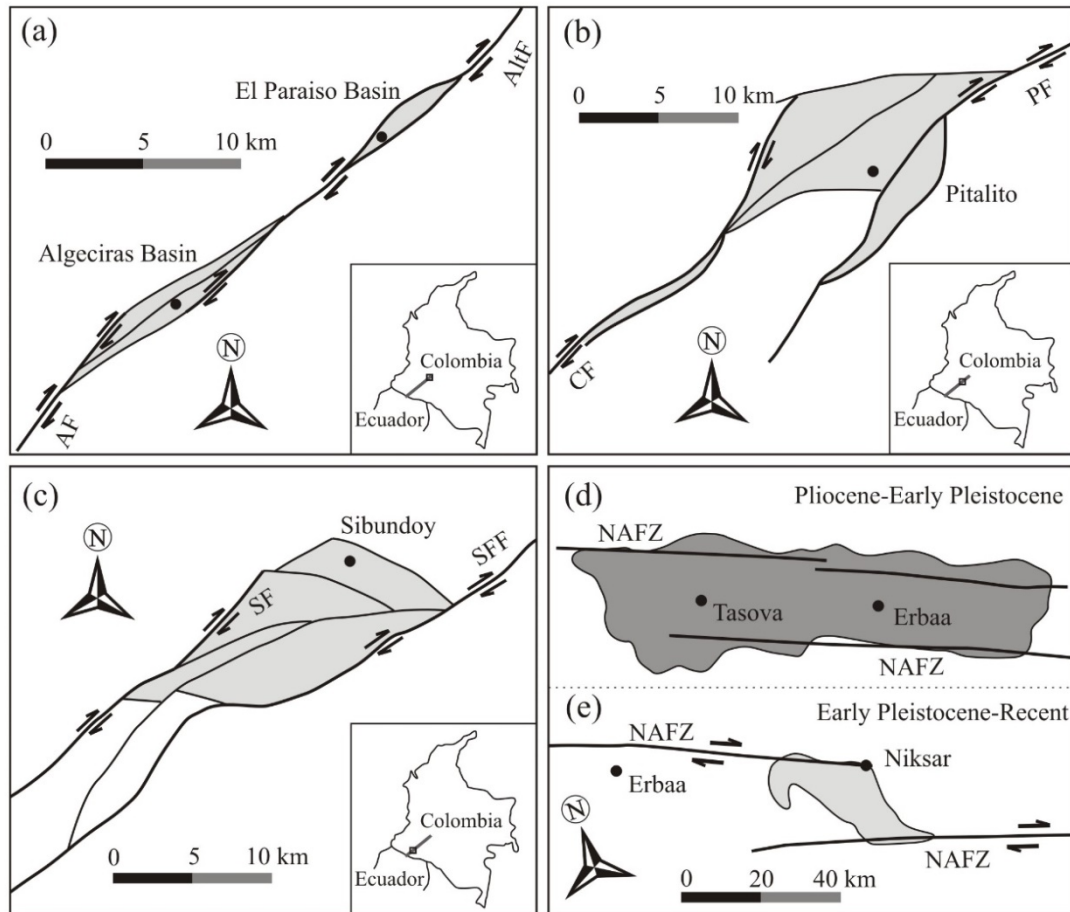 (a)
AltF
El Paraiso Basin
0 5 10 km
Algeciras Basin
N
AF
Colombia
Ecuador
(b)
0 5 10 km
PF
Pitalito
N
CF
Colombia
Ecuador
(c)
N
Sibundoy
SFF
SF
0 5 10 km
Colombia
Ecuador
(d)
Pliocene-Early Pleistocene
NAFZ
Tasova
Erbaa
NAFZ
(e)
Early Pleistocene-Recent
NAFZ
Niksar
Erbaa
N
NAFZ
0 20 40 km